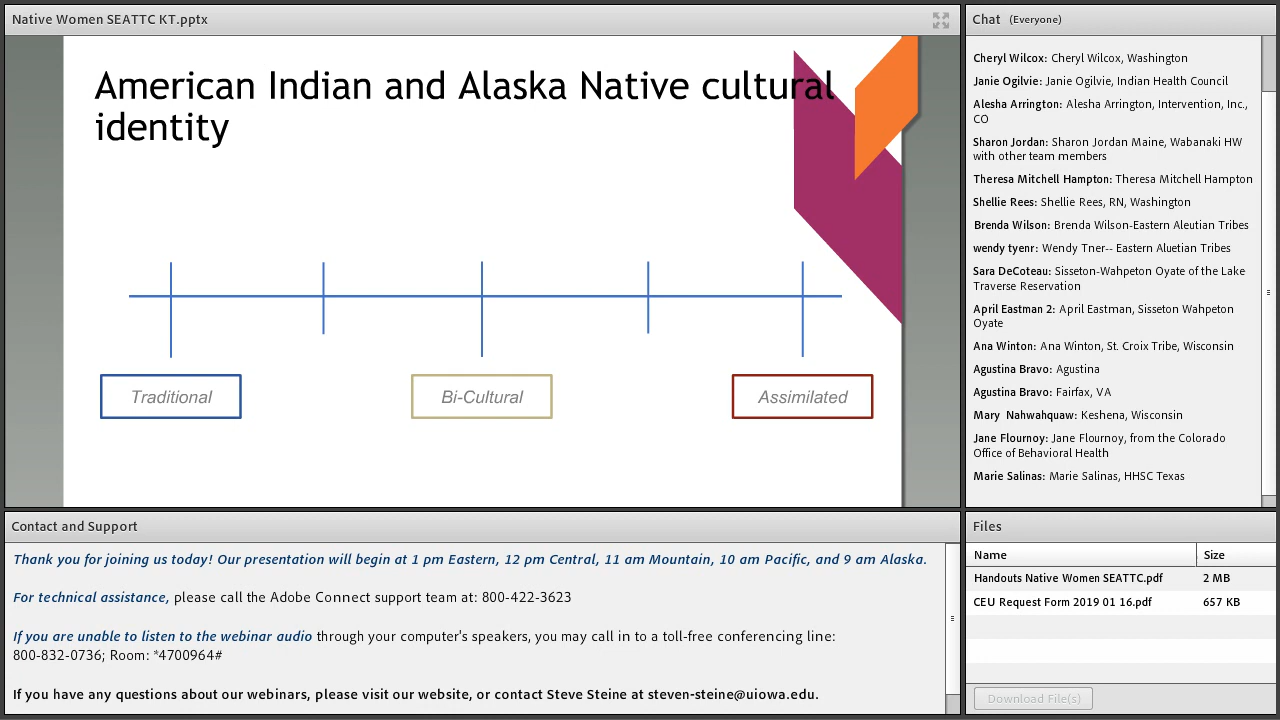 Native Women SEATTC KT.pptx
American Indian and Alaska Native cultural
identity
Traditional
Bi-Cultural
Assimilated
Chat (Everyone)
Cheryl Wilcox: Cheryl Wilcox, Washington
Janie Ogilvie: Janie Ogilvie, Indian Health Council
Alesha Arrington: Alesha Arrington, Intervention, Inc.,
CO
Sharon Jordan: Sharon Jordan Maine, Wabanaki HW
with other team members
Theresa Mitchell Hampton: Theresa Mitchell Hampton
Shellie Rees: Shellie Rees, RN, Washington
Brenda Wilson: Brenda Wilson-Eastern Aleutian Tribes
wendy tyenr: Wendy Tner-- Eastern Aluetian Tribes
Sara DeCoteau: Sisseton-Wahpeton Oyate of the Lake
Traverse Reservation
April Eastman 2: April Eastman, Sisseton Wahpeton
Oyate
Ana Winton: Ana Winton, St. Croix Tribe, Wisconsin
Agustina Bravo: Agustina
Agustina Bravo: Fairfax, VA
Mary Nahwahquaw: Keshena, Wisconsin
Jane Flournoy: Jane Flournoy, from the Colorado
Office of Behavioral Health
Marie Salinas: Marie Salinas, HHSC Texas
Contact and Support
Thank you for joining us today! Our presentation will begin at 1 pm Eastern, 12 pm Central, 11 am Mountain, 10 am Pacific, and 9 am Alaska.
For technical assistance, please call the Adobe Connect support team at: 800-422-3623
If you are unable to listen to the webinar audio through your computer's speakers, you may call in to a toll-free conferencing line:
800-832-0736; Room: *4700964#
If you have any questions about our webinars, please visit our website, or contact Steve Steine at steven-steine@uiowa.edu.
Files
Name Size
Handouts Native Women SEATTC.pdf 2 MB
CEU Request Form 2019 01 16.pdf 657 KB
Download File(s)